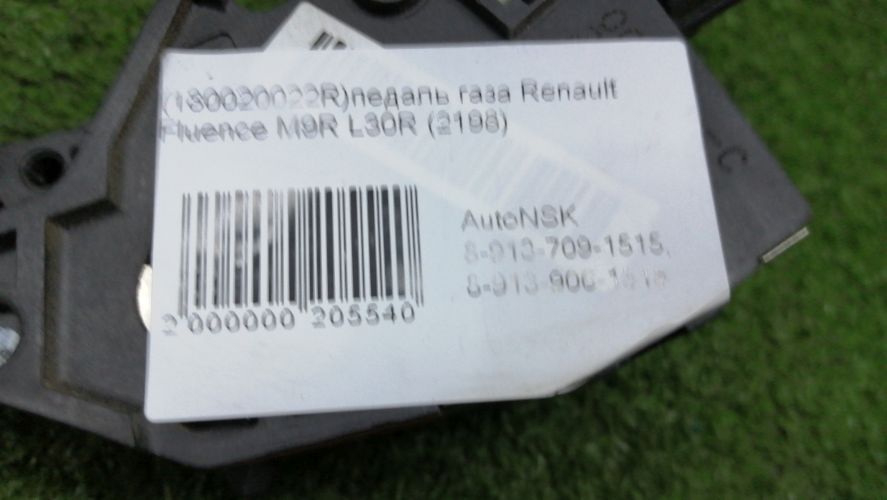 (180020022R)педаль газа Renault
Fluence M9R L30R (2198)
AutoNSK
8-913-709-1515,
8-913-906-1515
2 000000 205540